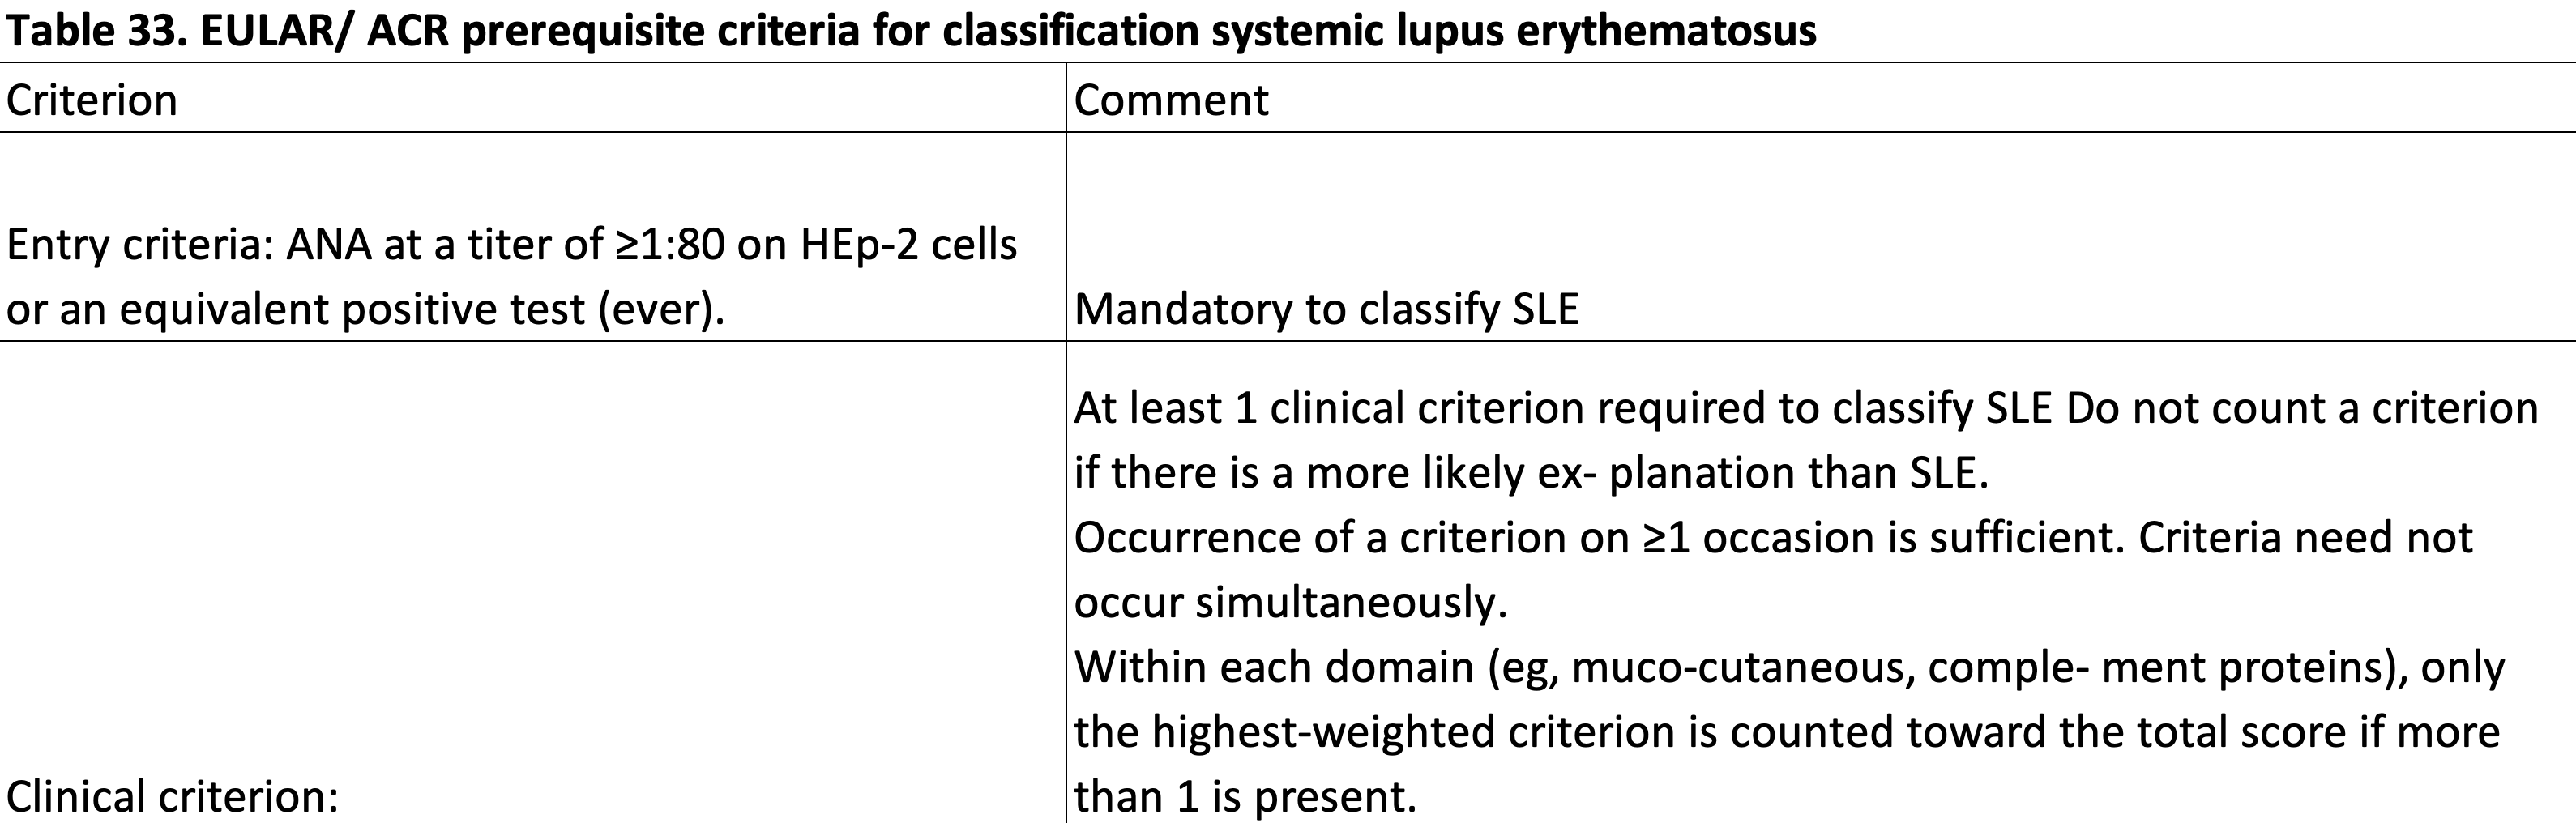 Table 33. EULAR/ ACR prerequisite criteria for classification systemic lupus erythematosus
Criterion
Comment
Entry criteria: ANA at a titer of ≥1:80 on HEp-2 cells
or an equivalent positive test (ever).
Mandatory to classify SLE
Clinical criterion:
At least 1 clinical criterion required to classify SLE Do not count a criterion
if there is a more likely ex- planation than SLE.
Occurrence of a criterion on ≥1 occasion is sufficient. Criteria need not
occur simultaneously.
Within each domain (eg, muco-cutaneous, comple- ment proteins), only
the highest-weighted criterion is counted toward the total score if more
than 1 is present.